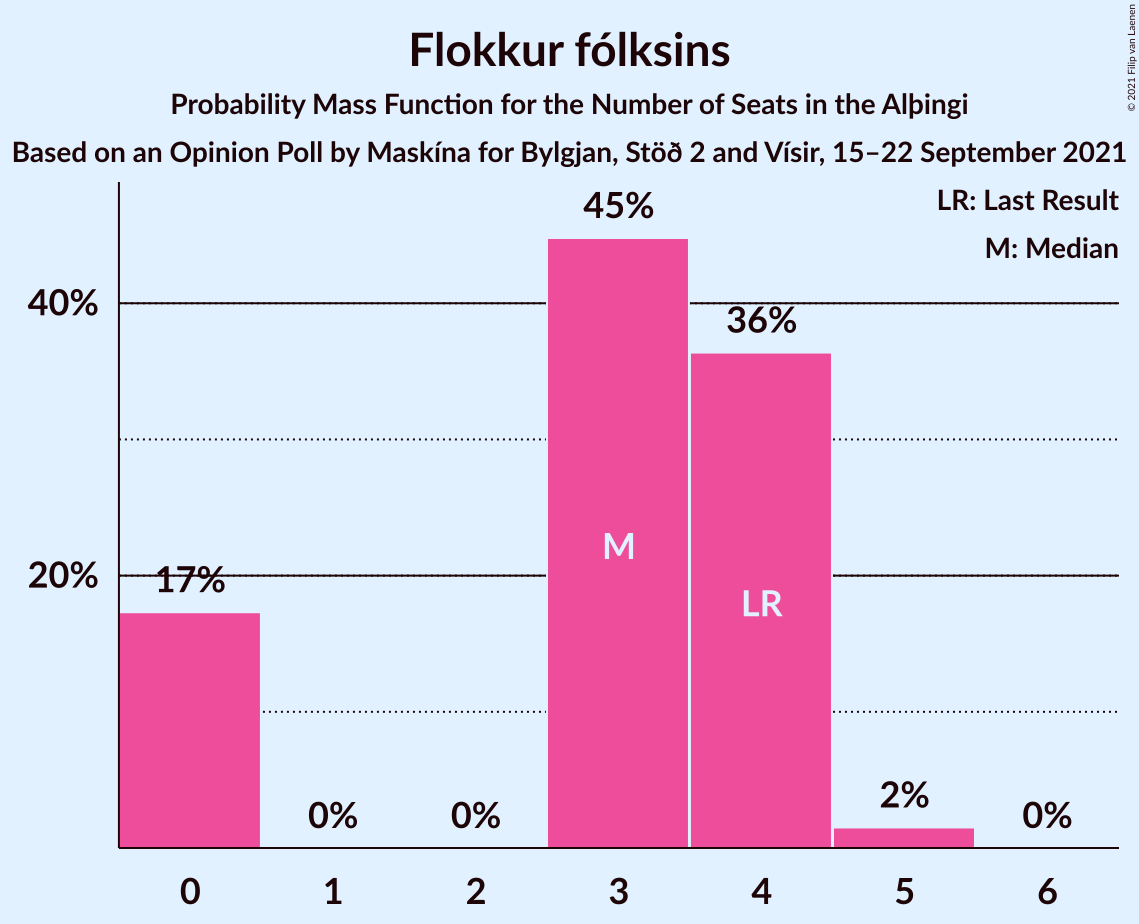 Flokkur fólksins
Probability Mass Function for the Number of Seats in the Alþingi
Based on an Opinion Poll by Maskína for Bylgjan, Stöð 2 and Vísir, 15–22 September 2021
© 2021 Filip van Laenen
LR: Last Result
M: Median
45%
40%
36%
M
20%
17%
LR
0%
0%
2%
0%
0
1
2
3
4
5
6